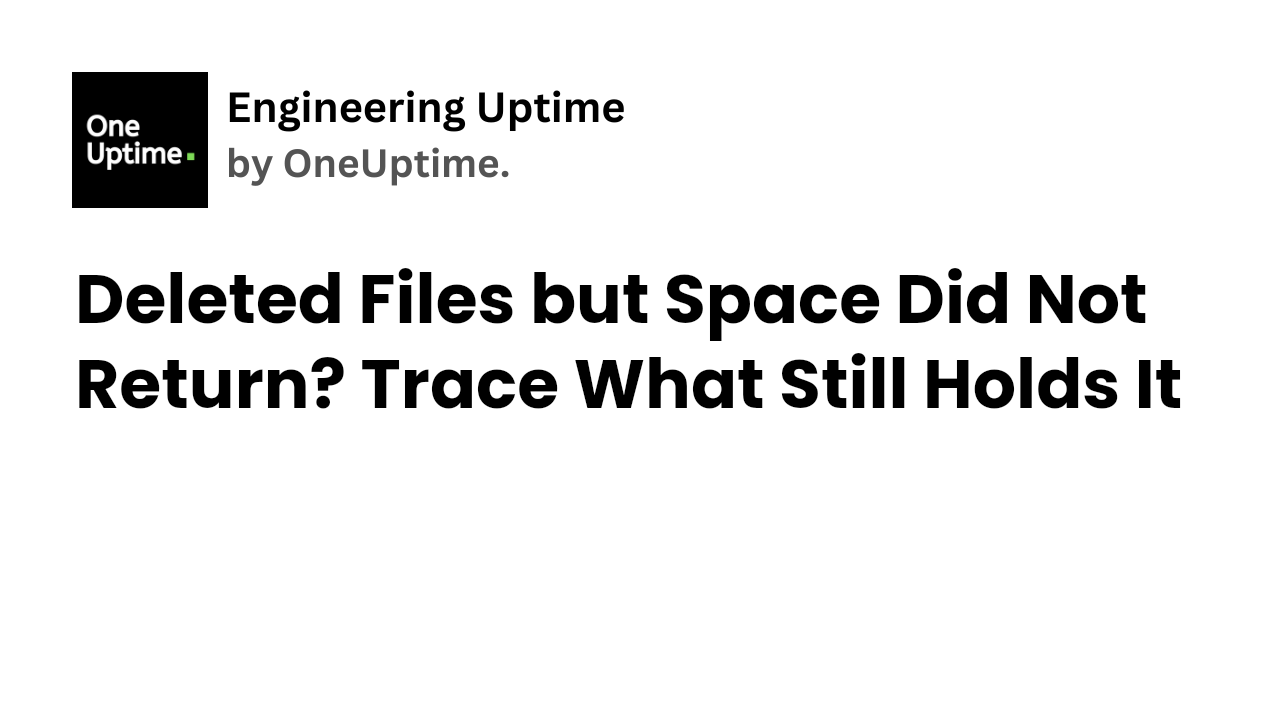 One
Uptime
Engineering Uptime
by OneUptime.
Deleted Files but Space Did Not
Return? Trace What Still Holds It